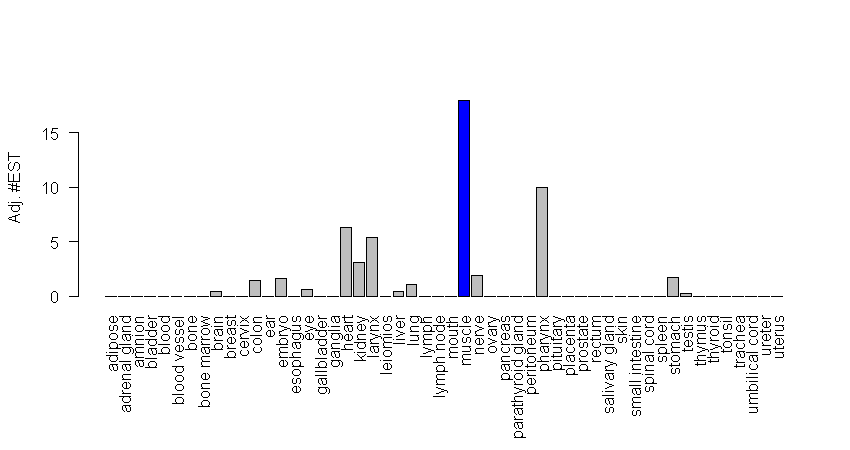 Adj. #EST
15
10
5
0
adipose
adrenal gland
amnion
bladder
blood
blood vessel
bone
bone marrow
brain
breast
cervix
colon
ear
embryo
esophagus
eye
gallbladder
ganglia
heart
kidney
larynx
leiomios
liver
lung
lymph
lymph node
mouth
muscle
nerve
ovary
pancreas
parathyroid gland
peritoneum
pharynx
pituitary
placenta
prostate
rectum
salivary gland
skin
small intestine
spinal cord
spleen
stomach
testis
thymus
thyroid
tonsil
trachea
umbilical cord
ureter
uterus